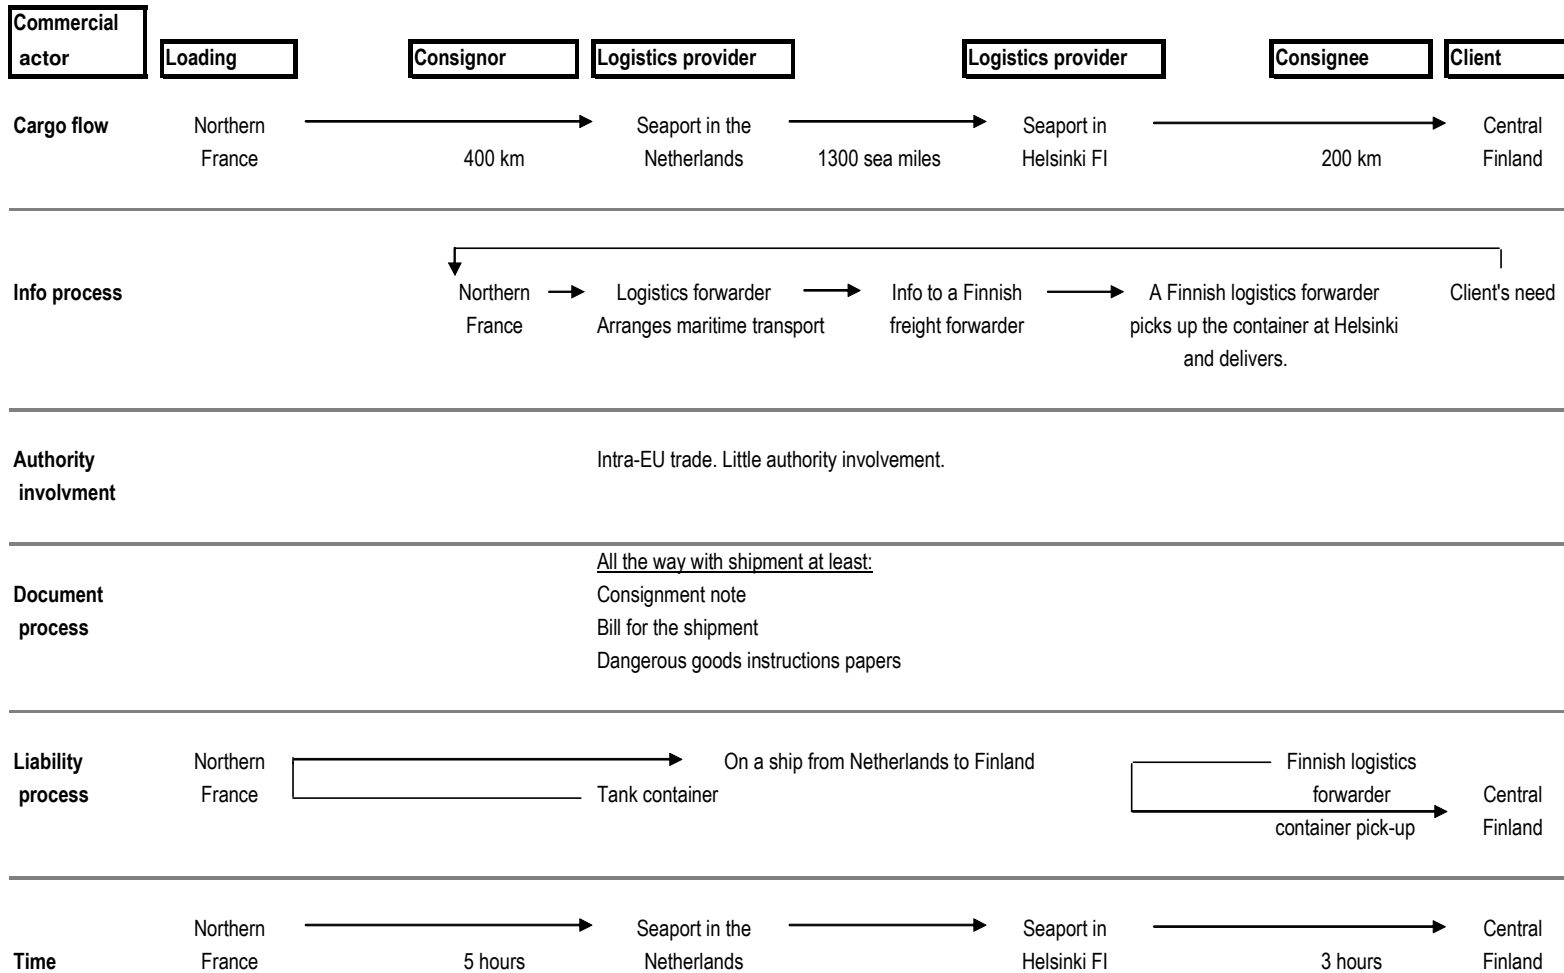 Commercial
actor Loading Consignor Logistics provider Logistics provider Consignee Client
Cargo flow Northern Seaport in the Seaport in Central
France 400 km Netherlands 1300 sea miles Helsinki FI 200 km Finland
Info process Northern Logistics forwarder Info to a Finnish A Finnish logistics forwarder Client's need
France Arranges maritime transport freight forwarder picks up the container at Helsinki
and delivers.
Authority Intra-EU trade. Little authority involvement.
involvment
All the way with shipment at least:
Document Consignment note
process Bill for the shipment
Dangerous goods instructions papers
Liability Northern On a ship from Netherlands to Finland Finnish logistics
process France Tank container forwarder Central
container pick-up Finland
Northern Seaport in the Seaport in Central
Time France 5 hours Netherlands Helsinki FI 3 hours Finland